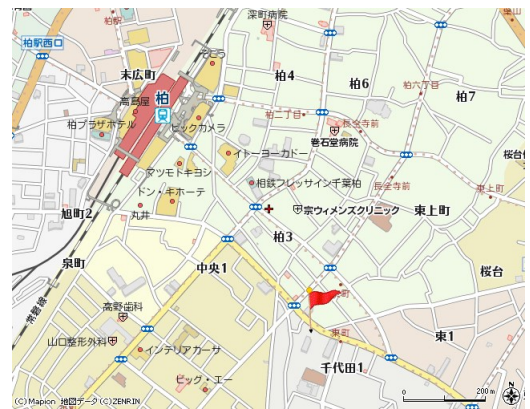 深町病院
柏駅西口
末広町
そごう
柏4
柏6
柏六丁目
柏7
高島屋
柏
柏プラザホテル
ビックカメラ
柏二丁目
長全寺前
巻石堂病院
イトーヨーカドー
マツモトキヨシ
長全寺前
桜台
ドン・キホーテ
相鉄フレッサイン千葉柏
東上町
旭町2
丸井
宗ウィメンズクリニック
東上町
柏3
泉町
中央1
桜台
常磐線
高野歯科
山口整形外科
東町
東1
インテリアカーサ
千代田1
ビッグ・エー
(C)Mapion 地図データ(C)ZENRIN
0
200m